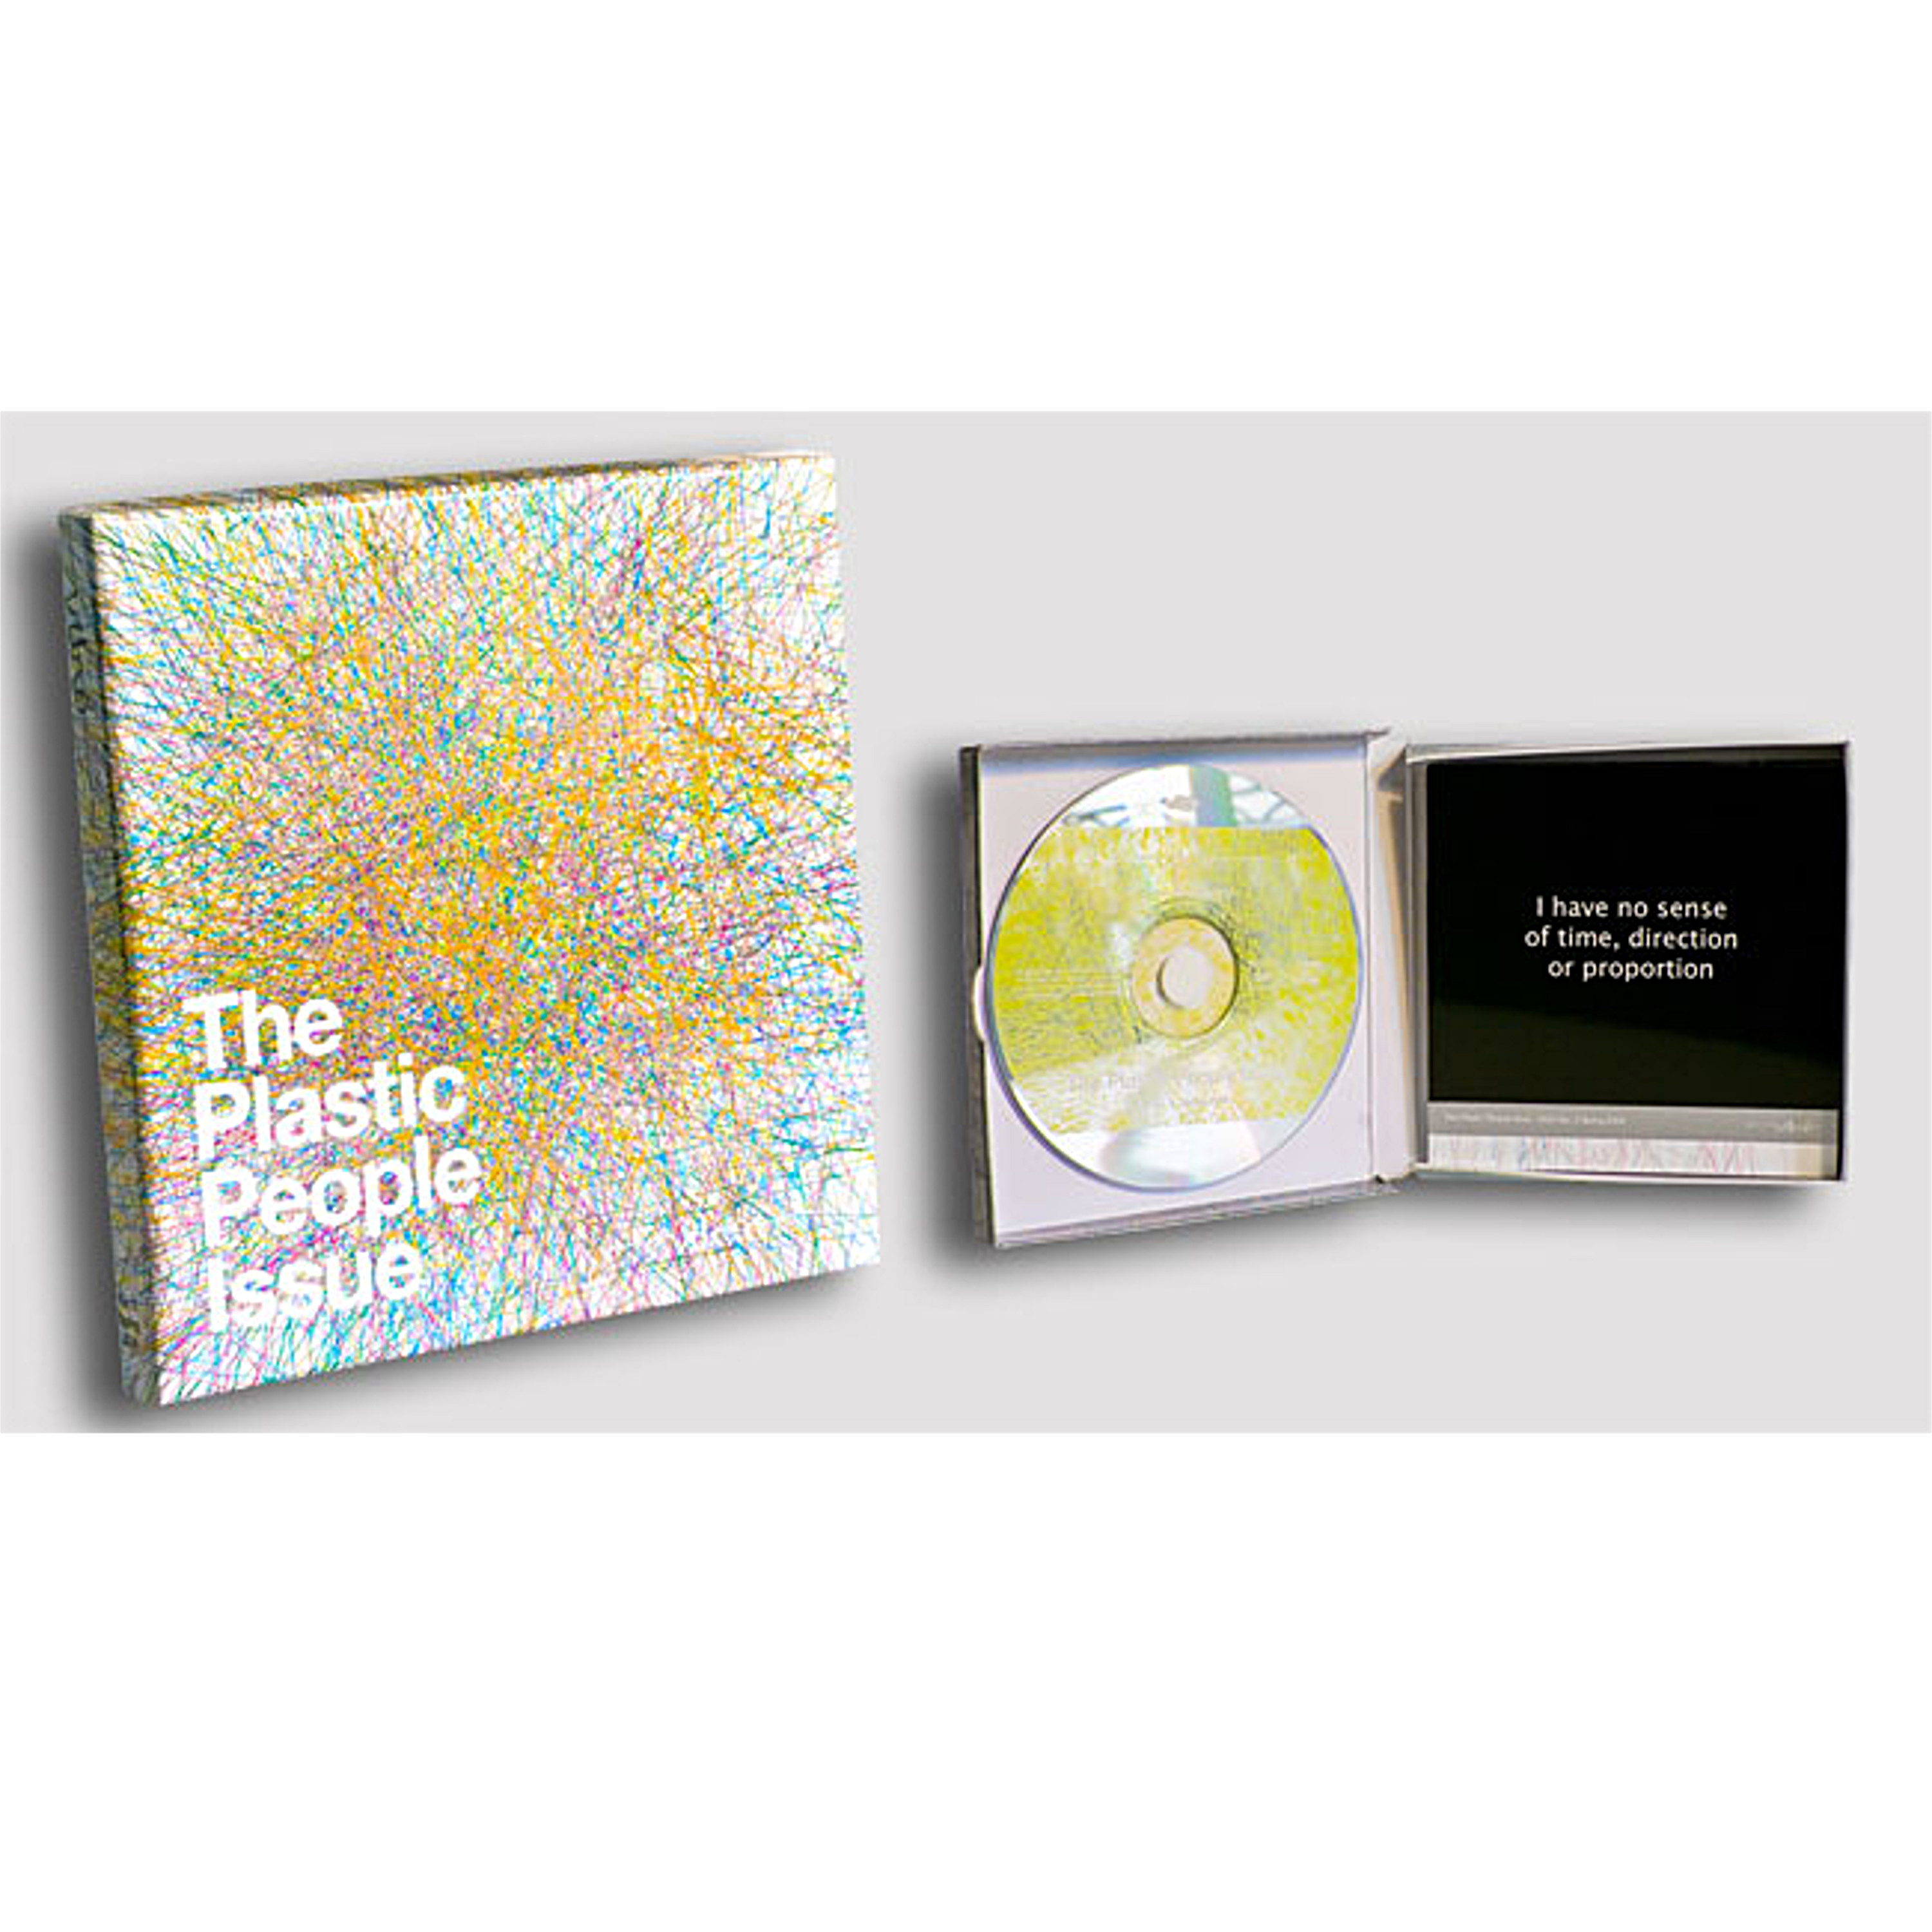 The
Plastic
People
Issue
I have no sense
of time, direction
or proportion